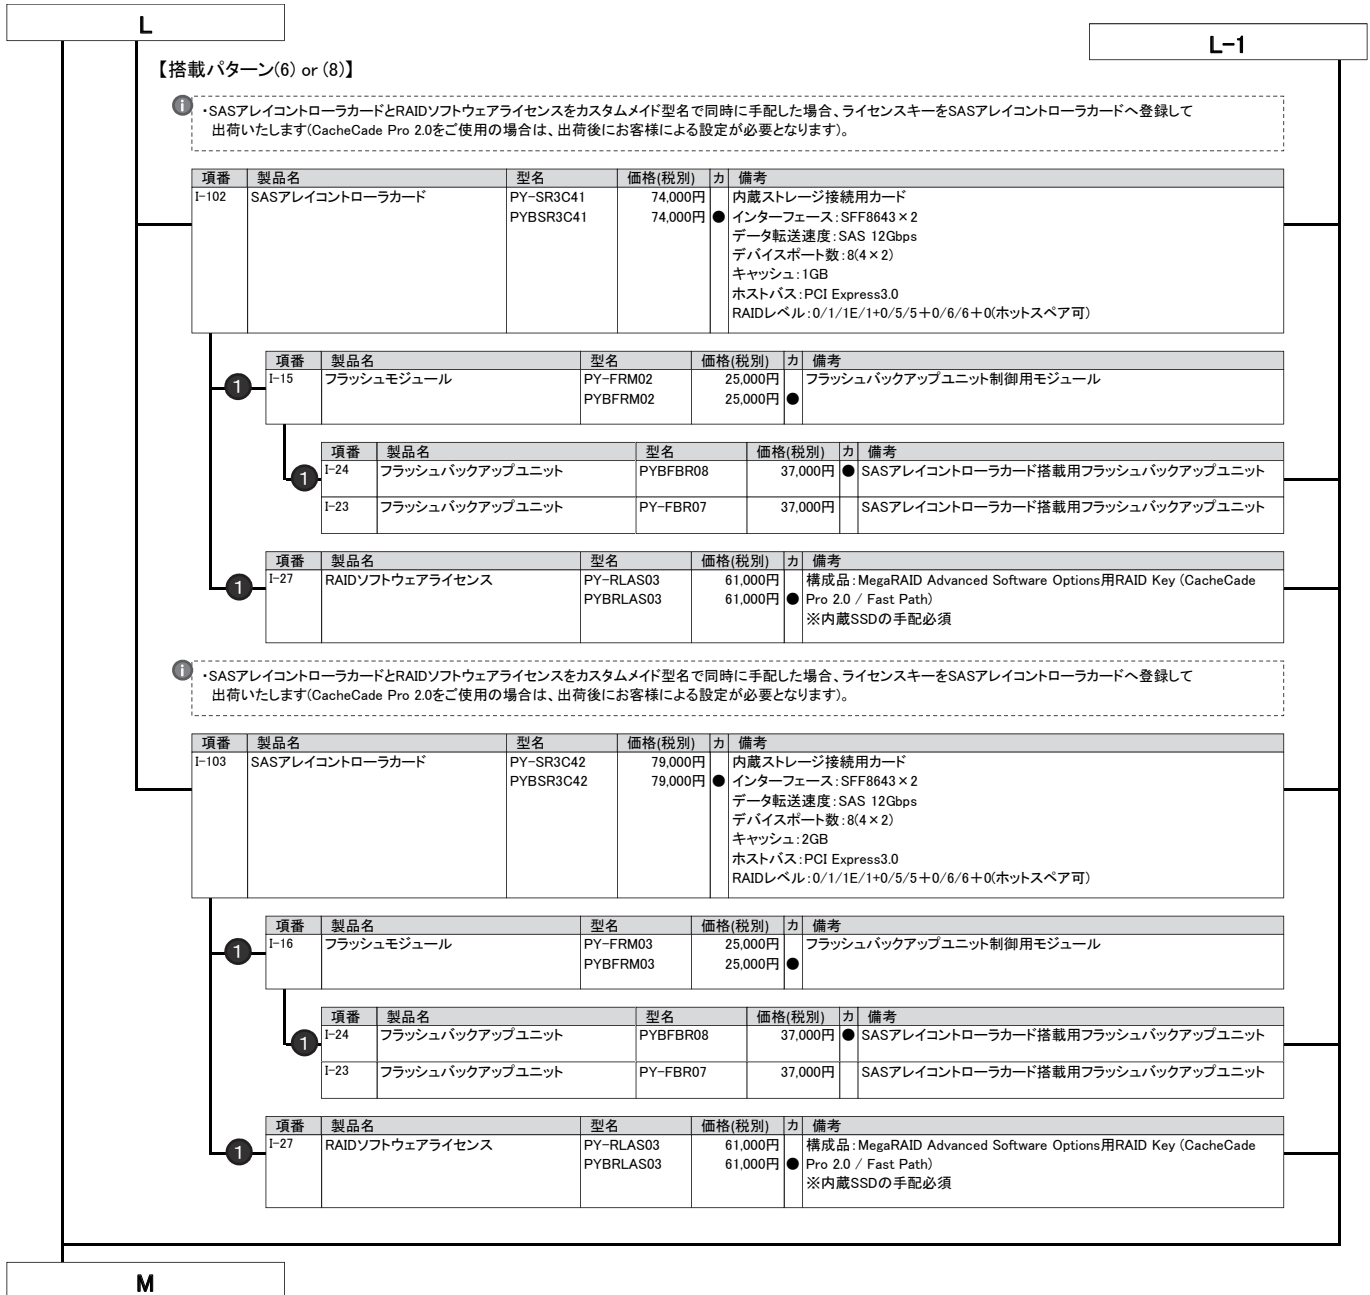 L
L-1
【搭載パターン(6) or (8)】
i
・SASアレイコントローラカードとRAIDソフトウェアライセンスをカスタムメイド型名で同時に手配した場合、ライセンスキーをSASアレイコントローラカードへ登録して
出荷いたします(CacheCade Pro 2.0をご使用の場合は、出荷後にお客様による設定が必要となります)。
項番 製品名 型名 価格(税別) カ 備考
I-102 SASアレイコントローラカード PY-SR3C41 74,000円 内蔵ストレージ接続用カード
PYBSR3C41 74,000円 ● インターフェース：SFF8643×2
データ転送速度：SAS 12Gbps
デバイスポート数：8(4×2)
キャッシュ：1GB
ホストバス：PCI Express3.0
RAIDレベル：0/1/1E/1+0/5/5＋0/6/6＋0(ホットスペア可)
項番 製品名 型名 価格(税別) カ 備考
1 I-15 フラッシュモジュール PY-FRM02 25,000円 フラッシュバックアップユニット制御用モジュール
PYBFRM02 25,000円 ●
項番 製品名 型名 価格(税別) カ 備考
1 I-24 フラッシュバックアップユニット PYBFBR08 37,000円 ● SASアレイコントローラカード搭載用フラッシュバックアップユニット
I-23 フラッシュバックアップユニット PY-FBR07 37,000円 SASアレイコントローラカード搭載用フラッシュバックアップユニット
項番 製品名 型名 価格(税別) カ 備考
1 I-27 RAIDソフトウェアライセンス PY-RLAS03 61,000円 構成品：MegaRAID Advanced Software Options用RAID Key (CacheCade
PYBRLAS03 61,000円 ● Pro 2.0 / Fast Path)
※内蔵SSDの手配必須
i
・SASアレイコントローラカードとRAIDソフトウェアライセンスをカスタムメイド型名で同時に手配した場合、ライセンスキーをSASアレイコントローラカードへ登録して
出荷いたします(CacheCade Pro 2.0をご使用の場合は、出荷後にお客様による設定が必要となります)。
項番 製品名 型名 価格(税別) カ 備考
I-103 SASアレイコントローラカード PY-SR3C42 79,000円 内蔵ストレージ接続用カード
PYBSR3C42 79,000円 ● インターフェース：SFF8643×2
データ転送速度：SAS 12Gbps
デバイスポート数：8(4×2)
キャッシュ：2GB
ホストバス：PCI Express3.0
RAIDレベル：0/1/1E/1+0/5/5＋0/6/6＋0(ホットスペア可)
項番 製品名 型名 価格(税別) カ 備考
1 I-16 フラッシュモジュール PY-FRM03 25,000円 フラッシュバックアップユニット制御用モジュール
PYBFRM03 25,000円 ●
項番 製品名 型名 価格(税別) カ 備考
1 I-24 フラッシュバックアップユニット PYBFBR08 37,000円 ● SASアレイコントローラカード搭載用フラッシュバックアップユニット
I-23 フラッシュバックアップユニット PY-FBR07 37,000円 SASアレイコントローラカード搭載用フラッシュバックアップユニット
項番 製品名 型名 価格(税別) カ 備考
1 I-27 RAIDソフトウェアライセンス PY-RLAS03 61,000円 構成品：MegaRAID Advanced Software Options用RAID Key (CacheCade
PYBRLAS03 61,000円 ● Pro 2.0 / Fast Path)
※内蔵SSDの手配必須
M